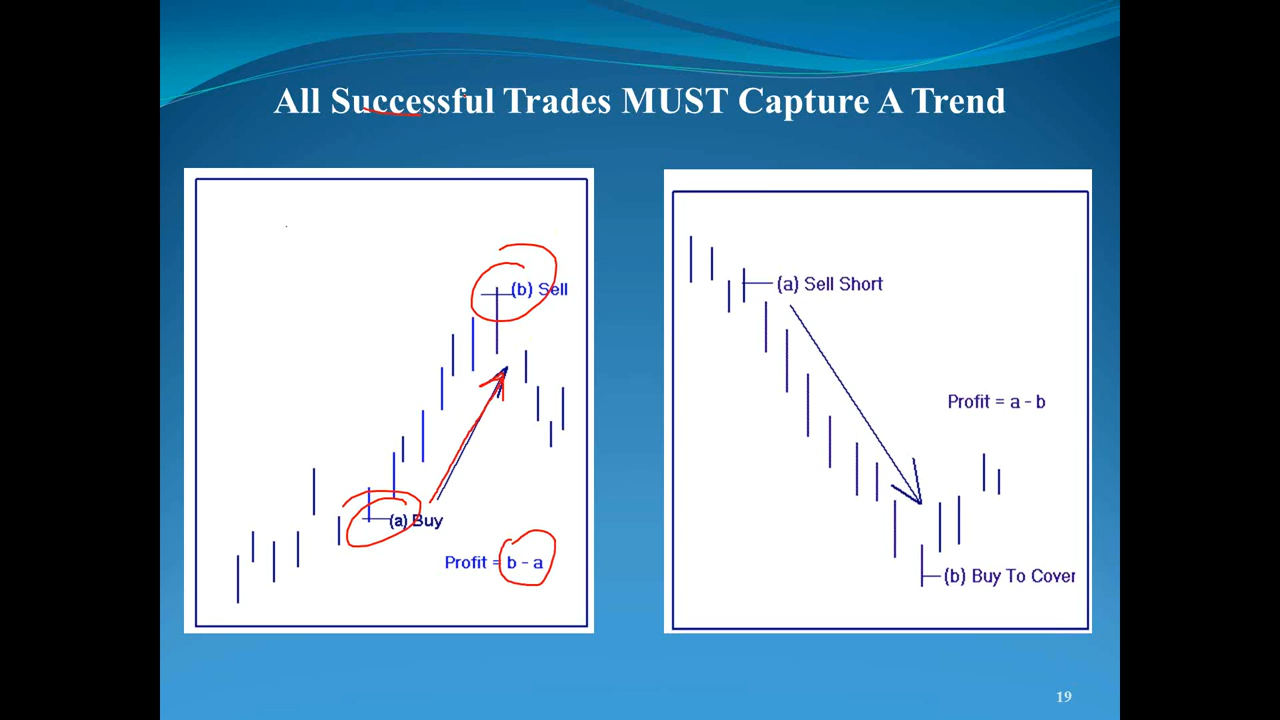 All Successful Trades MUST Capture A Trend
(b) Sell
(a) Buy
Profit = b - a
(a) Sell Short
Profit = a - b
(b) Buy To Cover
19